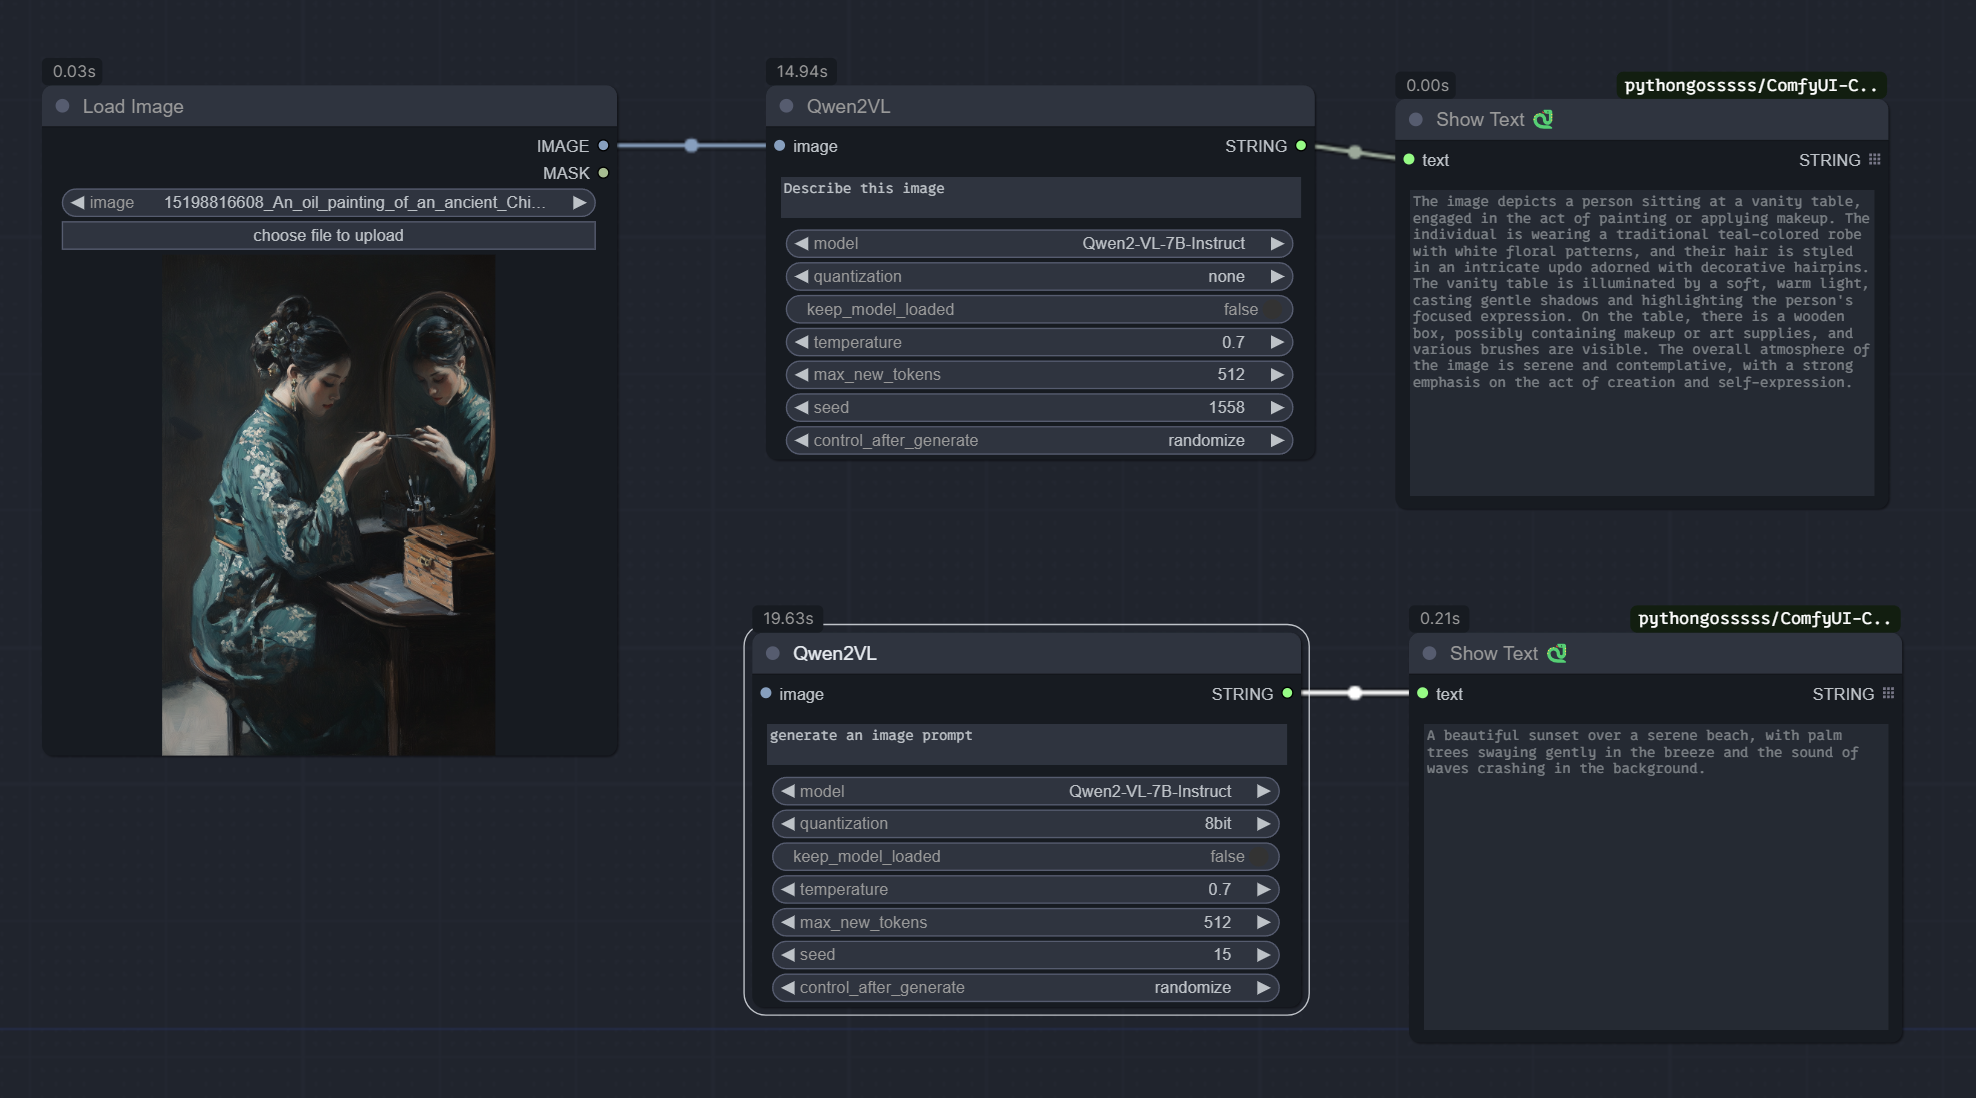 0.03s
Load Image
IMAGE
MASK
image 15198816608_An_oil_painting_of_an_ancient_Chi...
choose file to upload
14.94s
Qwen2VL
image STRING
Describe this image
model Qwen2-VL-7B-Instruct
quantization none
keep_model_loaded false
temperature 0.7
max_new_tokens 512
seed 1558
control_after_generate randomize
0.00s pythongosssss/ComfyUI-C..
Show Text
text STRING
The image depicts a person sitting at a vanity table,
engaged in the act of painting or applying makeup. The
individual is wearing a traditional teal-colored robe
with white floral patterns, and their hair is styled
in an intricate updo adorned with decorative hairpins.
The vanity table is illuminated by a soft, warm light,
casting gentle shadows and highlighting the person's
focused expression. On the table, there is a wooden
box, possibly containing makeup or art supplies, and
various brushes are visible. The overall atmosphere of
the image is serene and contemplative, with a strong
emphasis on the act of creation and self-expression.
19.63s
Qwen2VL
image STRING
generate an image prompt
model Qwen2-VL-7B-Instruct
quantization 8bit
keep_model_loaded false
temperature 0.7
max_new_tokens 512
seed 15
control_after_generate randomize
0.21s pythongosssss/ComfyUI-C..
Show Text
text STRING
A beautiful sunset over a serene beach, with palm
trees swaying gently in the breeze and the sound of
waves crashing in the background.